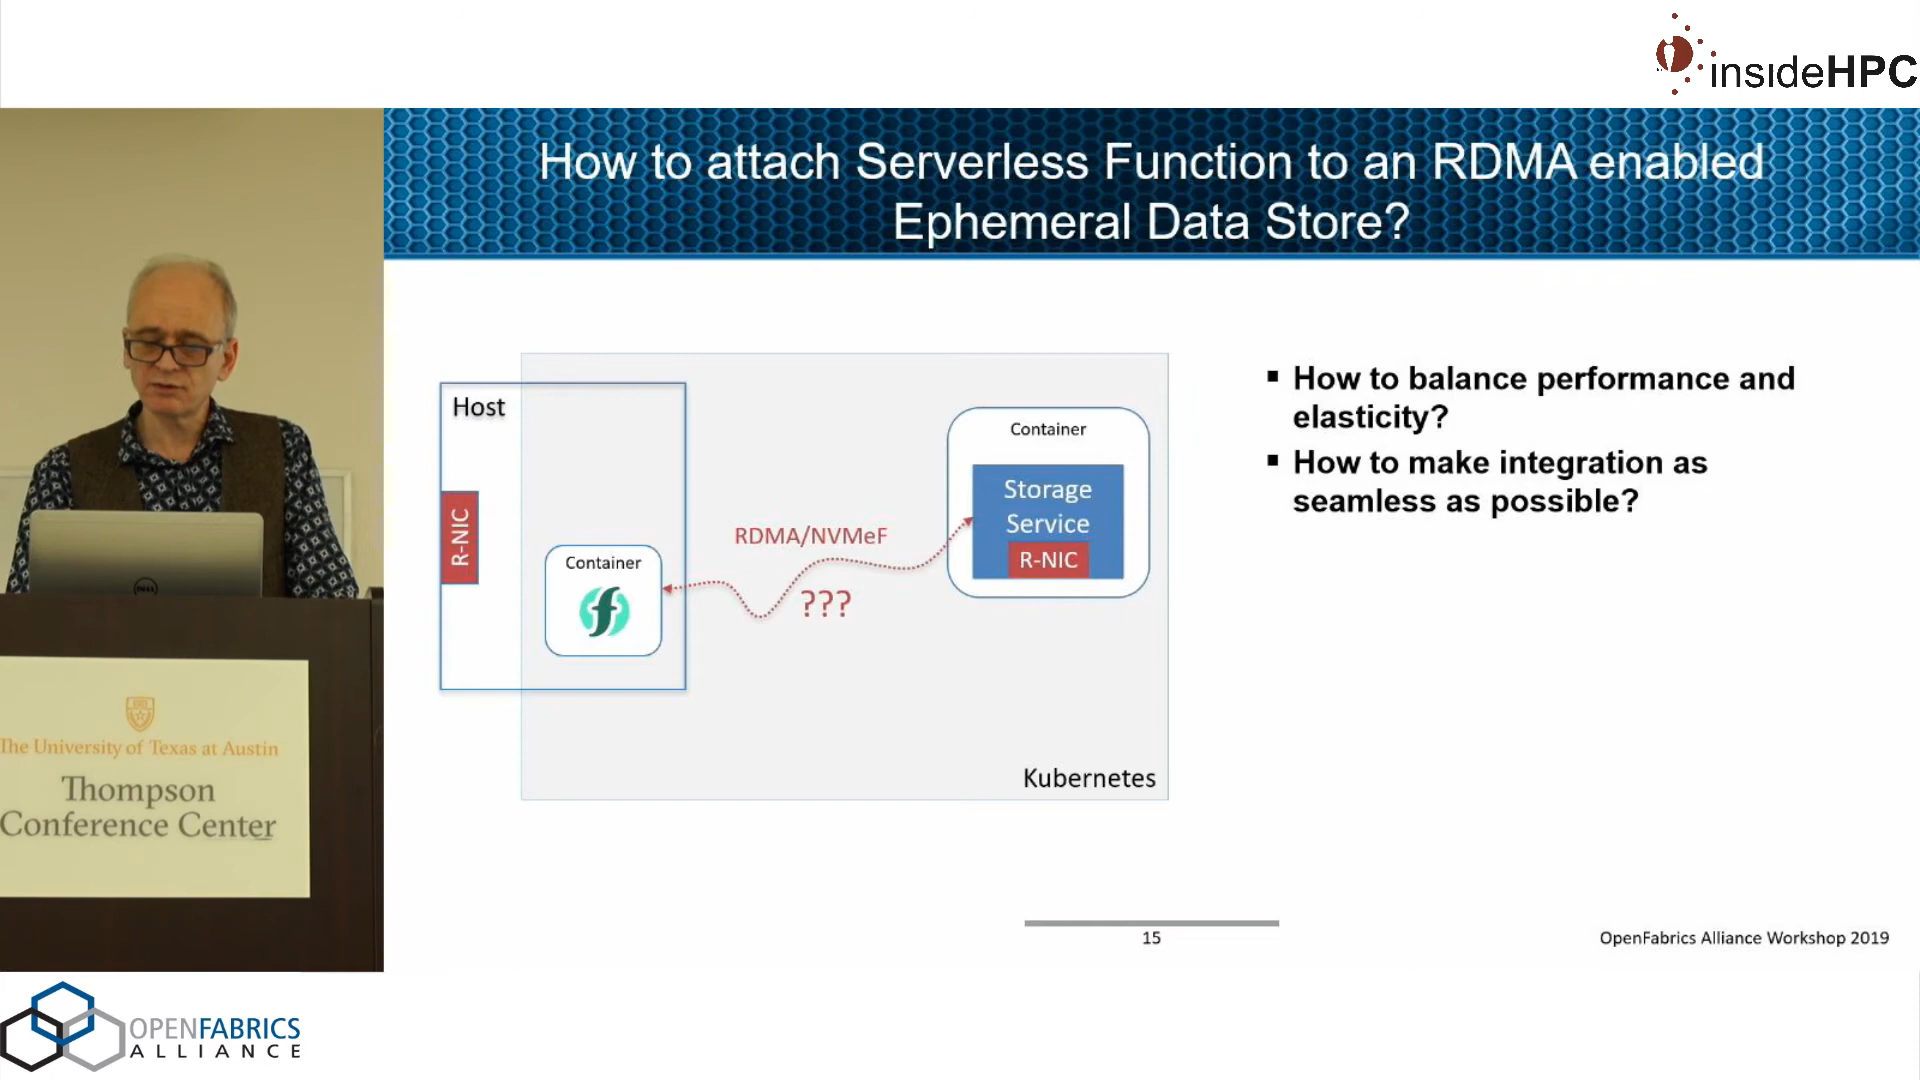 insideHPC
How to attach Serverless Function to an RDMA enabled
Ephemeral Data Store?
Host
R-NIC
Container
RDMA/NVMeF
???
Container
Storage
Service
R-NIC
Kubernetes
▪ How to balance performance and
elasticity?
▪ How to make integration as
seamless as possible?
15
OpenFabrics Alliance Workshop 2019
DELL
The University of Texas at Austin
Thompson
Conference Center
OPENFABRICS
ALLIANCE